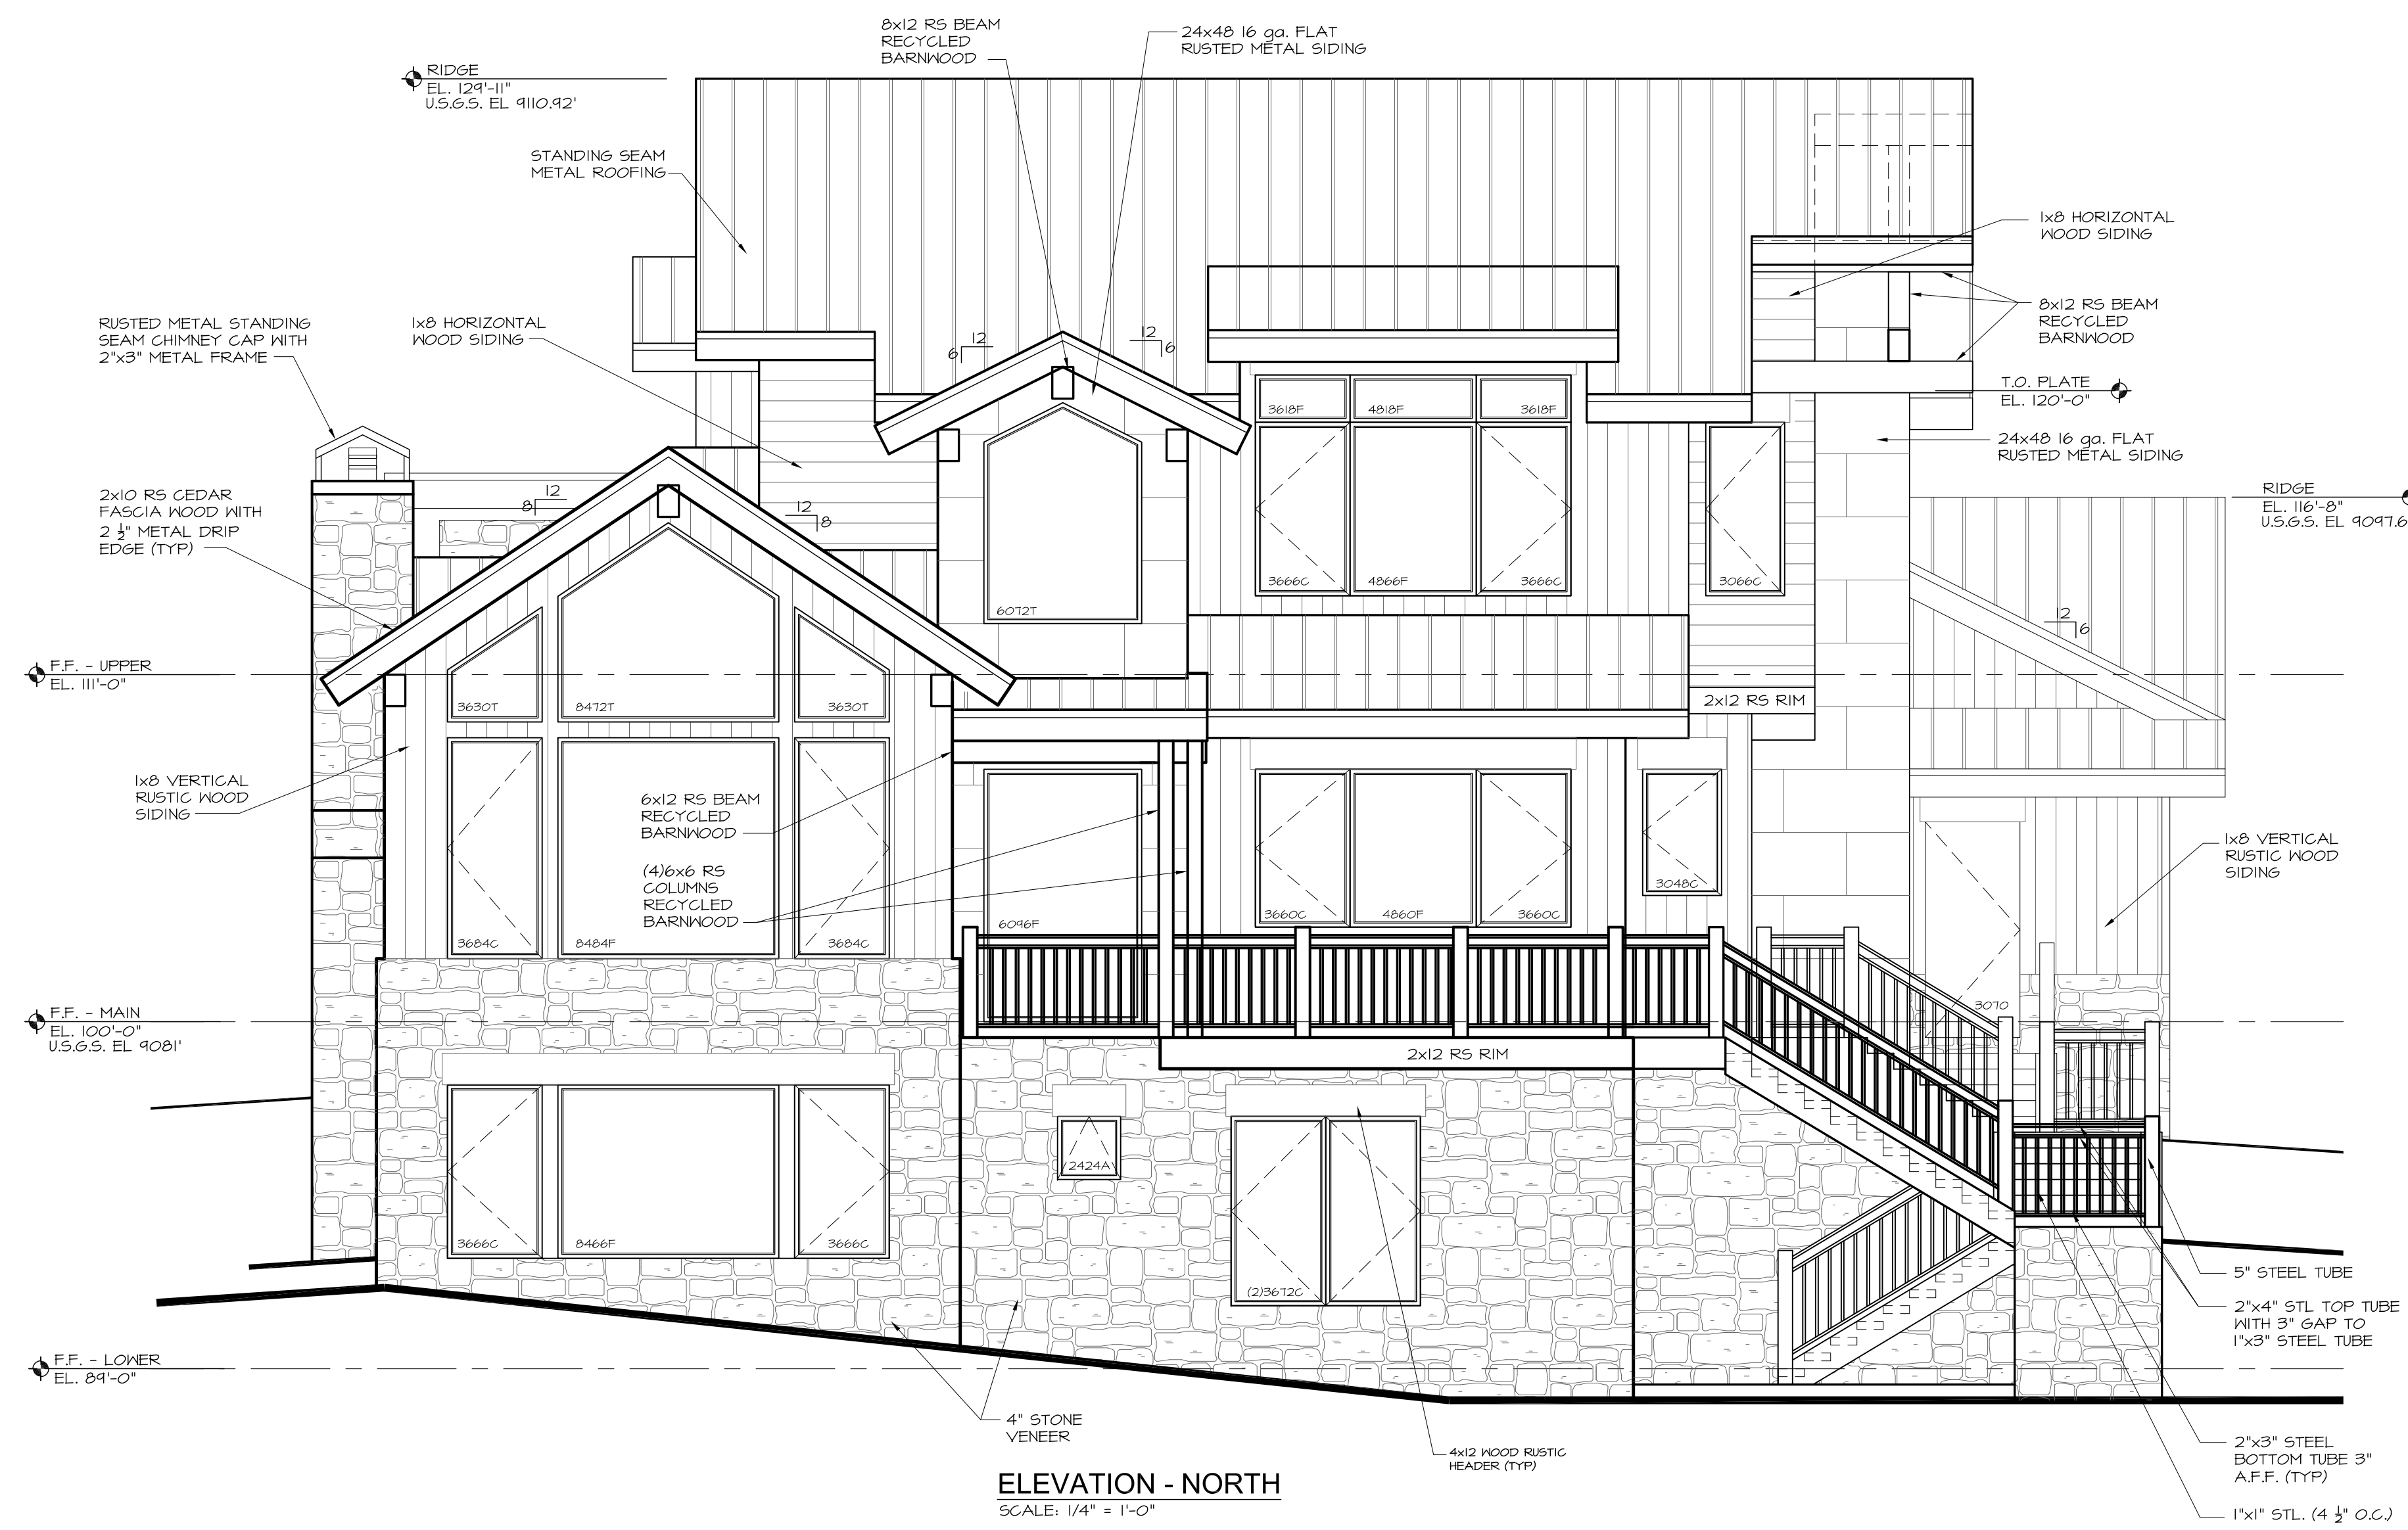 8x12 RS BEAM
RECYCLED
BARNWOOD
24x48 16 ga. FLAT
RUSTED METAL SIDING
RIDGE
EL. 129'-11"
U.S.G.S. EL 9110.92'
STANDING SEAM
METAL ROOFING
1x8 HORIZONTAL
WOOD SIDING
8x12 RS BEAM
RECYCLED
BARNWOOD
RUSTED METAL STANDING
SEAM CHIMNEY CAP WITH
2"x3" METAL FRAME
1x8 HORIZONTAL
WOOD SIDING
12
6
12
6
T.O. PLATE
EL. 120'-0"
3618F
4818F
3618F
24x48 16 ga. FLAT
RUSTED METAL SIDING
2x10 RS CEDAR
FASCIA WOOD WITH
2 1/2" METAL DRIP
EDGE (TYP)
12
8
12
8
RIDGE
EL. 116'-8"
U.S.G.S. EL 9097.6
3666C
4866F
3666C
3066C
6072T
12
6
F.F. - UPPER
EL. 111'-0"
3630T
8472T
3630T
2x12 RS RIM
1x8 VERTICAL
RUSTIC WOOD
SIDING
6x12 RS BEAM
RECYCLED
BARNWOOD
(4)6x6 RS
COLUMNS
RECYCLED
BARNWOOD
1x8 VERTICAL
RUSTIC WOOD
SIDING
3048C
3660C
4860F
3660C
6096F
3684C
8484F
3684C
3070
F.F. - MAIN
EL. 100'-0"
U.S.G.S. EL 9081'
2x12 RS RIM
2424A
3666C
8466F
3666C
(2)3672C
5" STEEL TUBE
2"x4" STL TOP TUBE
WITH 3" GAP TO
1"x3" STEEL TUBE
F.F. - LOWER
EL. 89'-0"
4" STONE
VENEER
4x12 WOOD RUSTIC
HEADER (TYP)
2"x3" STEEL
BOTTOM TUBE 3"
A.F.F. (TYP)
1"x1" STL. (4 1/2" O.C.)
ELEVATION - NORTH
SCALE: 1/4" = 1'-0"